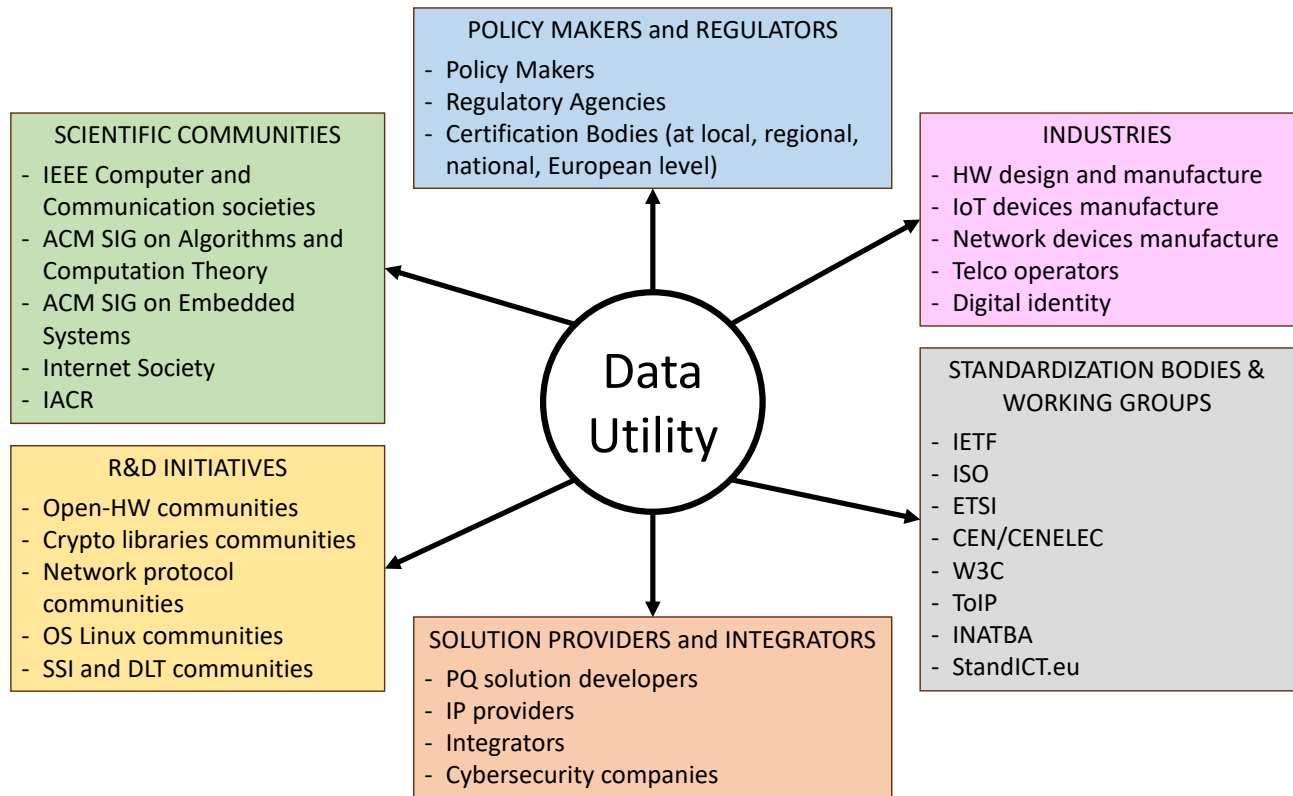 POLICY MAKERS and REGULATORS
- Policy Makers
- Regulatory Agencies
- Certification Bodies (at local, regional,
national, European level)
SCIENTIFIC COMMUNITIES
- IEEE Computer and
Communication societies
- ACM SIG on Algorithms and
Computation Theory
- ACM SIG on Embedded
Systems
- Internet Society
- IACR
INDUSTRIES
- HW design and manufacture
- IoT devices manufacture
- Network devices manufacture
- Telco operators
- Digital identity
Data
Utility
STANDARDIZATION BODIES &
WORKING GROUPS
- IETF
- ISO
- ETSI
- CEN/CENELEC
- W3C
- ToIP
- INATBA
- StandICT.eu
R&D INITIATIVES
- Open-HW communities
- Crypto libraries communities
- Network protocol
communities
- OS Linux communities
- SSI and DLT communities
SOLUTION PROVIDERS and INTEGRATORS
- PQ solution developers
- IP providers
- Integrators
- Cybersecurity companies